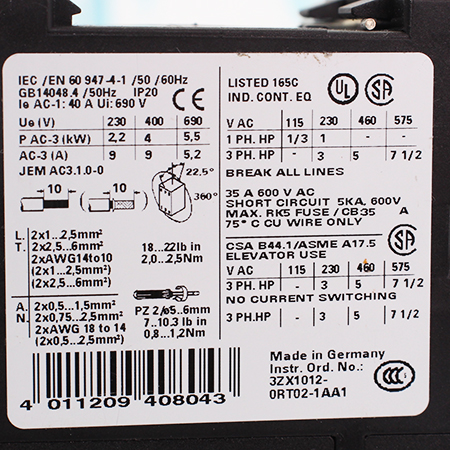 IEC / EN 60 947-4-1 / 50 / 60Hz
GB14048.4 / 50Hz IP20
Ie AC-1: 40 A Ui: 690 V
CE
Ue (V) 230 400 690
P AC-3 (kW) 2,2 4 5,5
AC-3 (A) 9 9 5,2
JEM AC3.1.0-0
10 10 22,5° 360°
L. 2x1...2,5mm²
T. 2x2,5...6mm² 18...22lb in
2xAWG14to10 2,0...2,5Nm
(2x1...2,5mm²)
(2x2,5...6mm²)
A. 2x0,5...1,5mm² PZ 2/ø5...6mm
N. 2x0,75...2,5mm² 7...10.3 lb in
2xAWG 18 to 14 0,8...1,2Nm
(2x0,5...2,5mm²)
4 011209 408043
LISTED 165C
IND. CONT. EQ
UL SA
V AC 115 230 460 575
1 PH. HP 1/3 1 - -
3 PH. HP - 3 5 7 1/2
BREAK ALL LINES
35 A 600 V AC
SHORT CIRCUIT 5KA, 600V
MAX. RK5 FUSE / CB35 A
75° C CU WIRE/ONLY
CSA B44.1/ASME A17.5 SA
ELEVATOR USE
V AC 115 230 460 575
3 PH.HP - 3 5 7 1/2
NO CURRENT SWITCHING
3 PH.HP - 3 5 7 1/2
Made in Germany
Instr. Ord. No.:
3ZX1012-
0RT02-1AA1
CCC